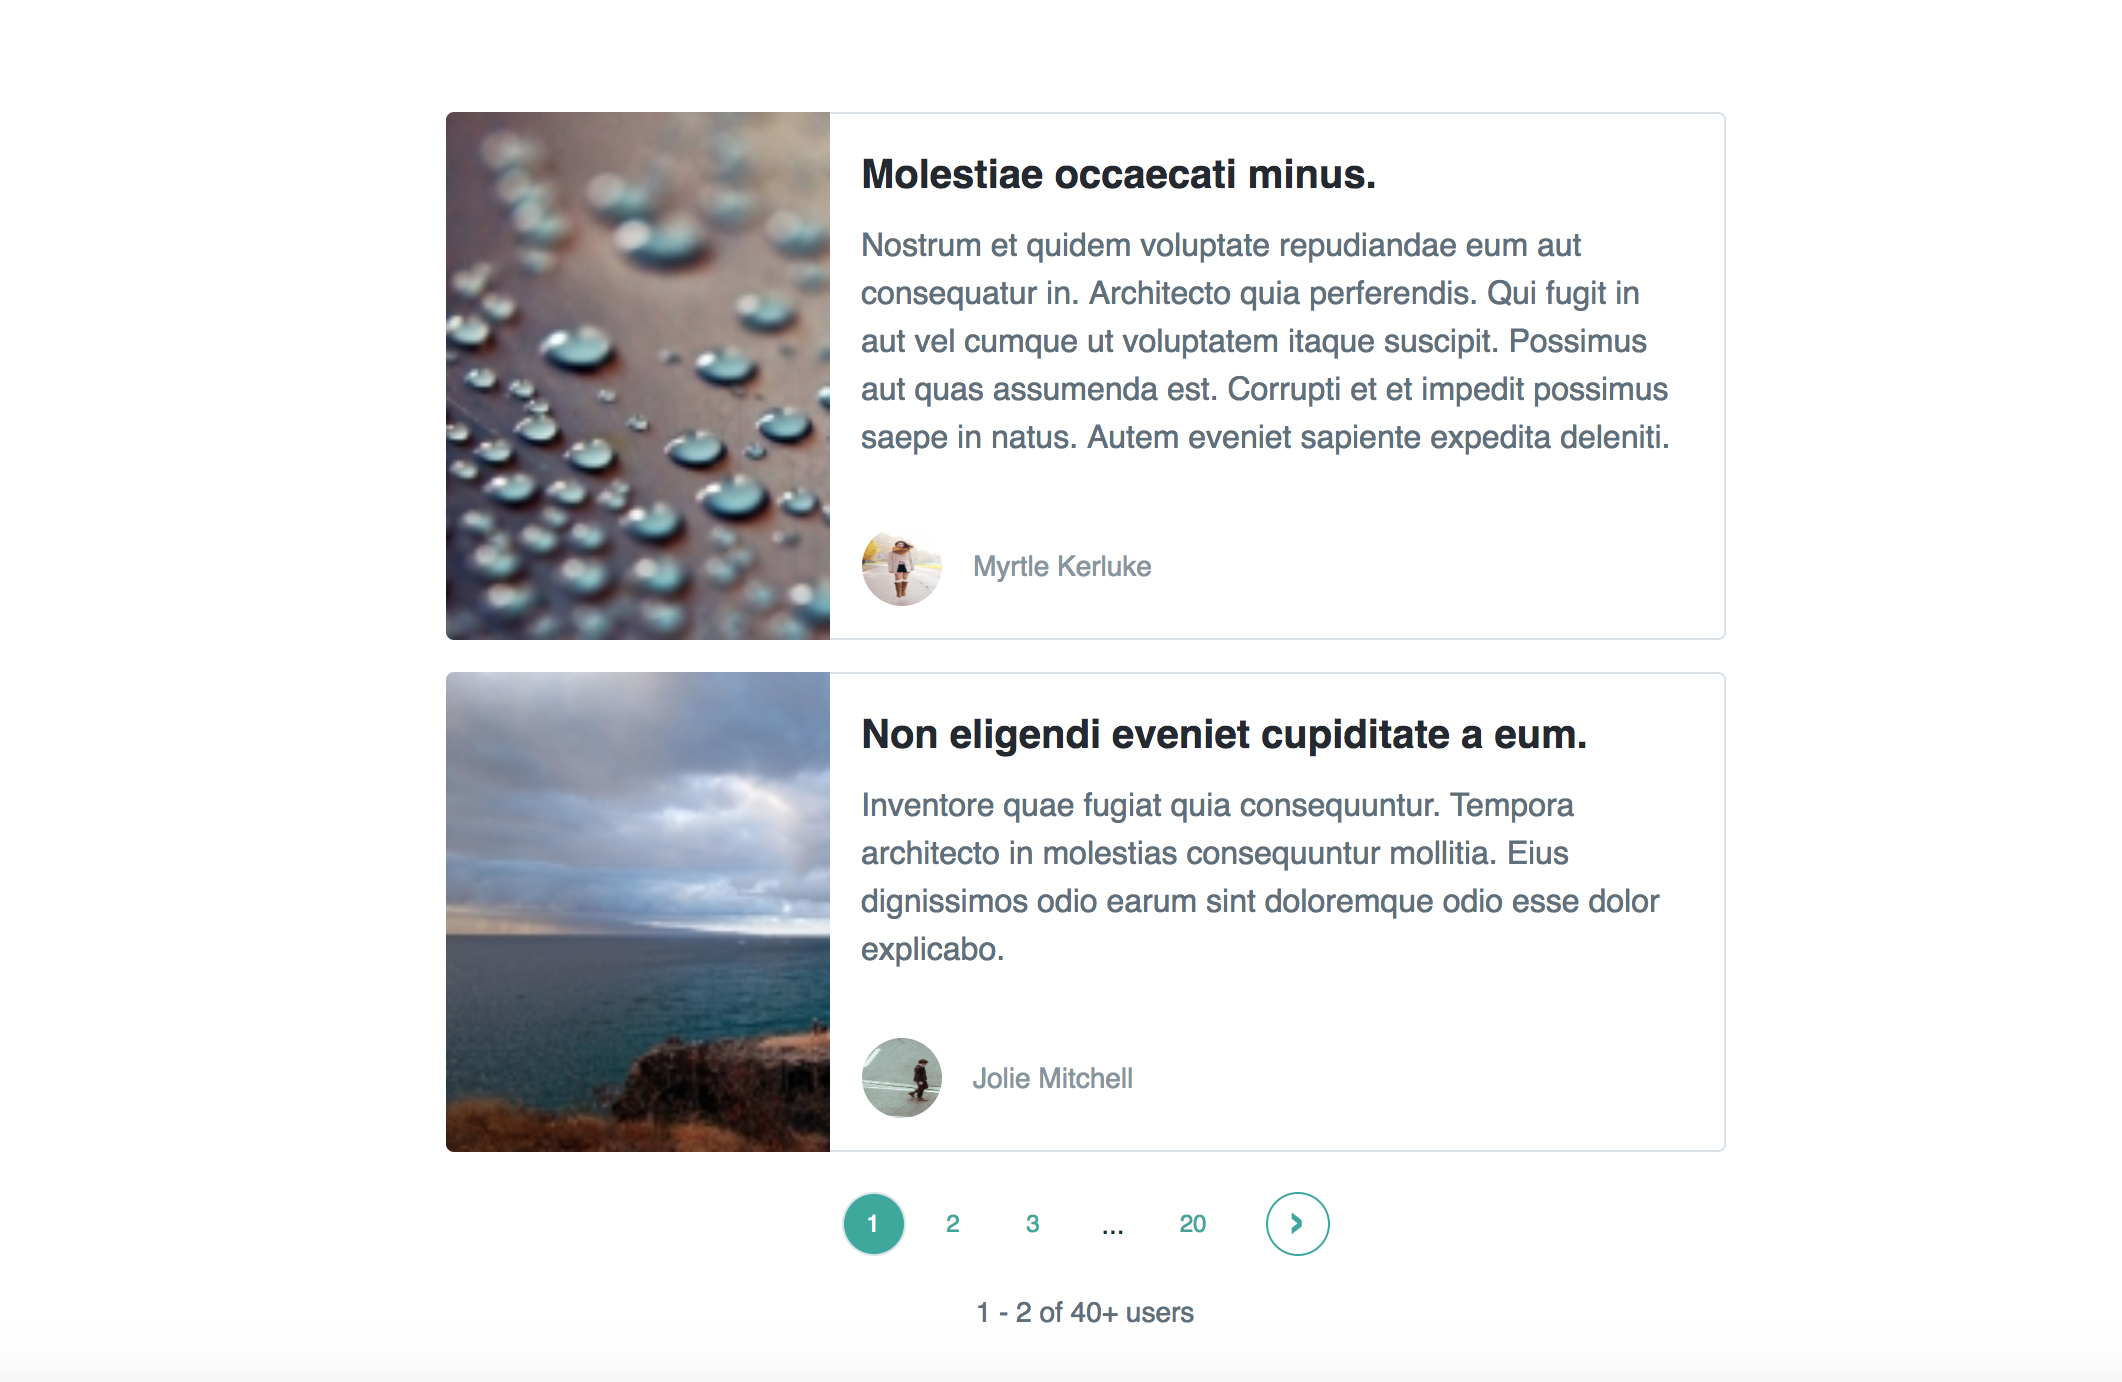 Molestiae occaecati minus.
Nostrum et quidem voluptate repudiandae eum aut
consequatur in. Architecto quia perferendis. Qui fugit in
aut vel cumque ut voluptatem itaque suscipit. Possimus
aut quas assumenda est. Corrupti et et impedit possimus
saepe in natus. Autem eveniet sapiente expedita deleniti.
Myrtle Kerluke
Non eligendi eveniet cupiditate a eum.
Inventore quae fugiat quia consequuntur. Tempora
architecto in molestias consequuntur mollitia. Eius
dignissimos odio earum sint doloremque odio esse dolor
explicabo.
Jolie Mitchell
1 2 3 ... 20 ›
1 - 2 of 40+ users